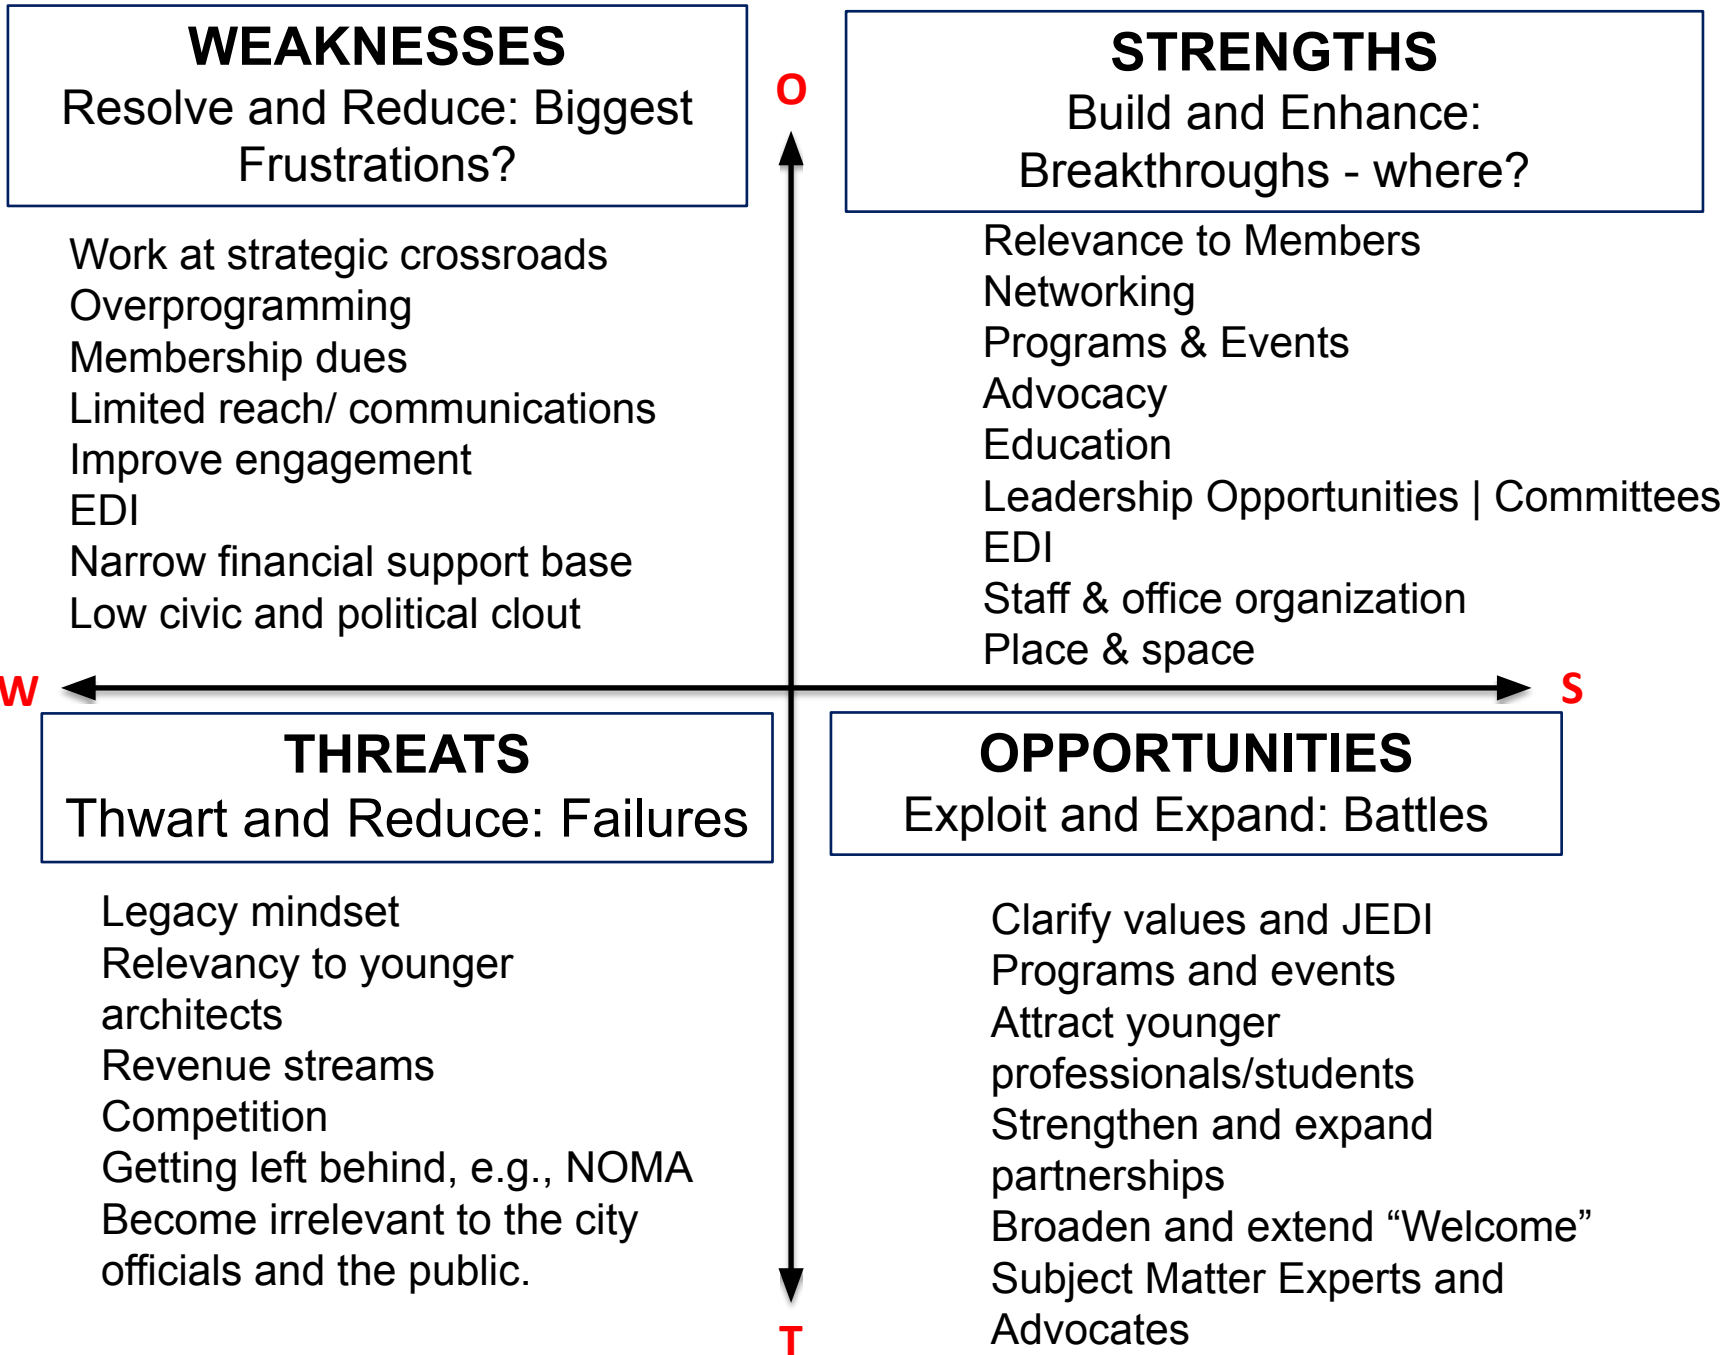 WEAKNESSES
Resolve and Reduce: Biggest
Frustrations?
Work at strategic crossroads
Overprogramming
Membership dues
Limited reach/ communications
Improve engagement
EDI
Narrow financial support base
Low civic and political clout
O
STRENGTHS
Build and Enhance:
Breakthroughs - where?
Relevance to Members
Networking
Programs & Events
Advocacy
Education
Leadership Opportunities | Committees
EDI
Staff & office organization
Place & space
W
S
THREATS
Thwart and Reduce: Failures
Legacy mindset
Relevancy to younger
architects
Revenue streams
Competition
Getting left behind, e.g., NOMA
Become irrelevant to the city
officials and the public.
T
OPPORTUNITIES
Exploit and Expand: Battles
Clarify values and JEDI
Programs and events
Attract younger
professionals/students
Strengthen and expand
partnerships
Broaden and extend “Welcome”
Subject Matter Experts and
Advocates